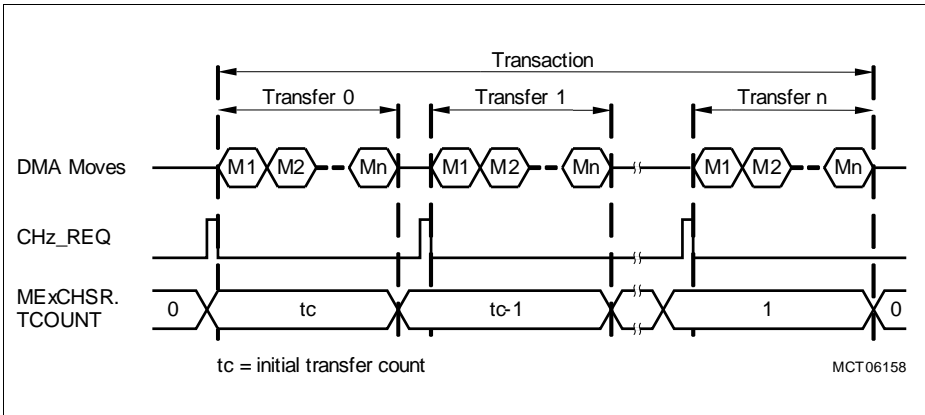 Transaction
Transfer 0 Transfer 1 Transfer n
DMA Moves M1 M2 Mn M1 M2 Mn M1 M2 Mn
CHz_REQ
MExCHSR.
TCOUNT
0 tc tc-1 1 0
tc = initial transfer count
MCT06158